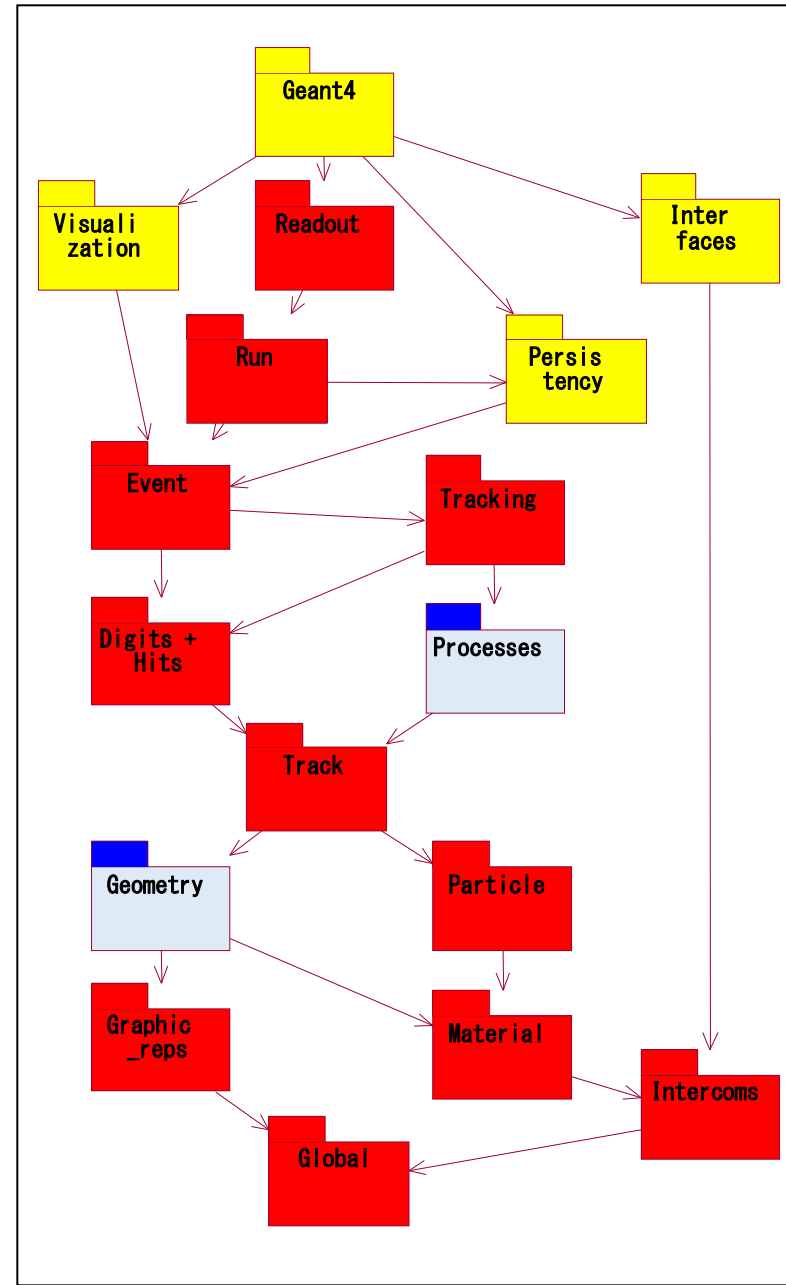 Geant4
Visuali
zation
Readout
Inter
faces
Run
Persis
tency
Event
Tracking
Digits +
Hits
Processes
Track
Geometry
Particle
Graphic
_reps
Material
Intercoms
Global